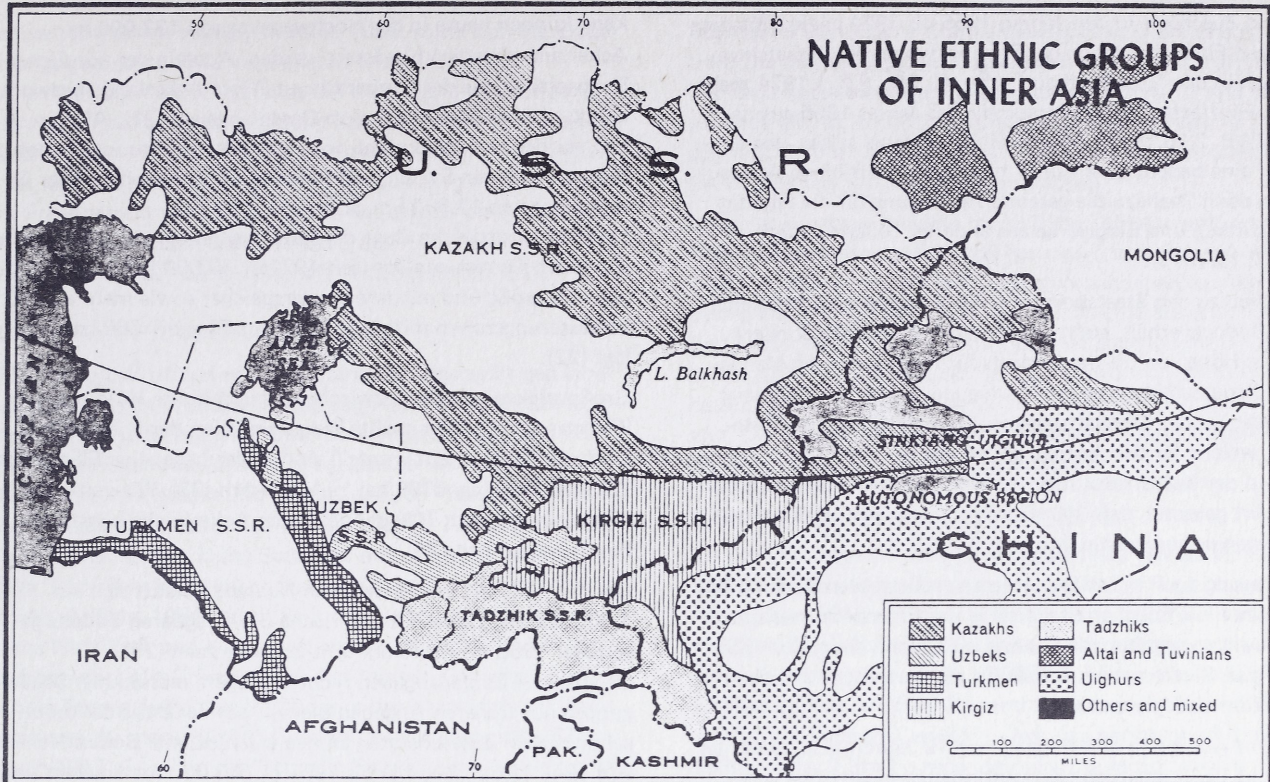 50
60
70
80
90
100
NATIVE ETHNIC GROUPS
OF INNER ASIA
U. S. S. R.
KAZAKH S.S.R.
MONGOLIA
ARAL
SEA
CASPIAN
L. Balkhash
SINKIANG-UIGHUR
AUTONOMOUS REGION
TURKMEN S.S.R.
UZBEK
S.S.R.
KIRGIZ S.S.R.
CHINA
TADZHIK S.S.R.
IRAN
AFGHANISTAN
PAK.
KASHMIR
Kazakhs
Uzbeks
Turkmen
Kirgiz
Tadzhiks
Altai and Tuvinians
Uighurs
Others and mixed
0 100 200 300 400 500
MILES
60
70
80